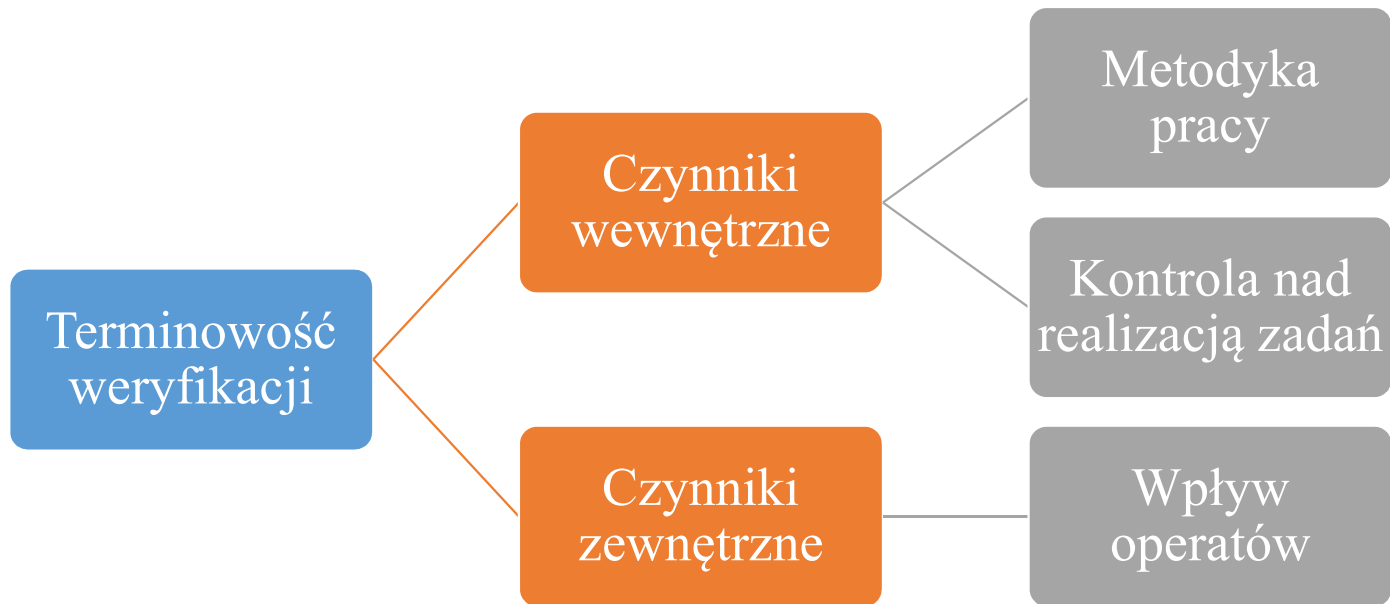 Terminowość
weryfikacji
Czynniki
wewnętrzne
Metodyka
pracy
Kontrola nad
realizacją zadań
Czynniki
zewnętrzne
Wpływ
operatów